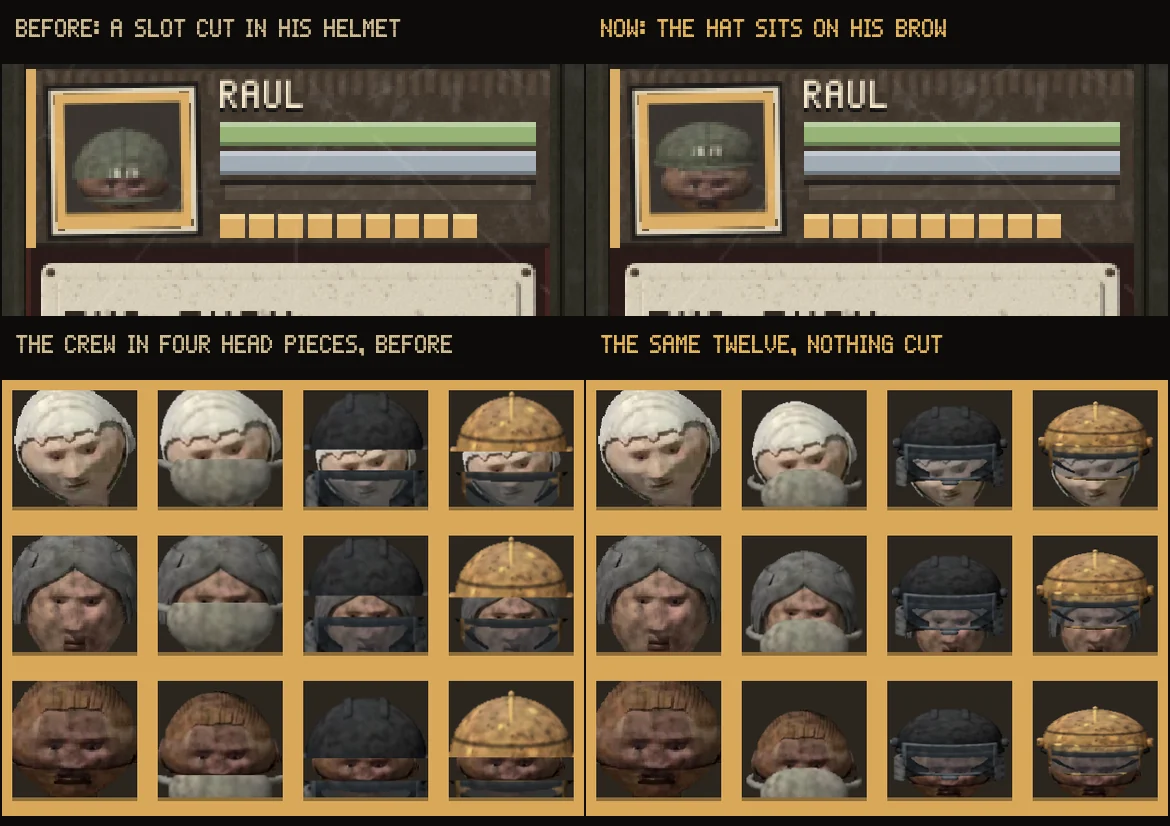 BEFORE: A SLOT CUT IN HIS HELMET
NOW: THE HAT SITS ON HIS BROW
RAUL
RAUL
THE CREW IN FOUR HEAD PIECES, BEFORE
THE SAME TWELVE, NOTHING CUT